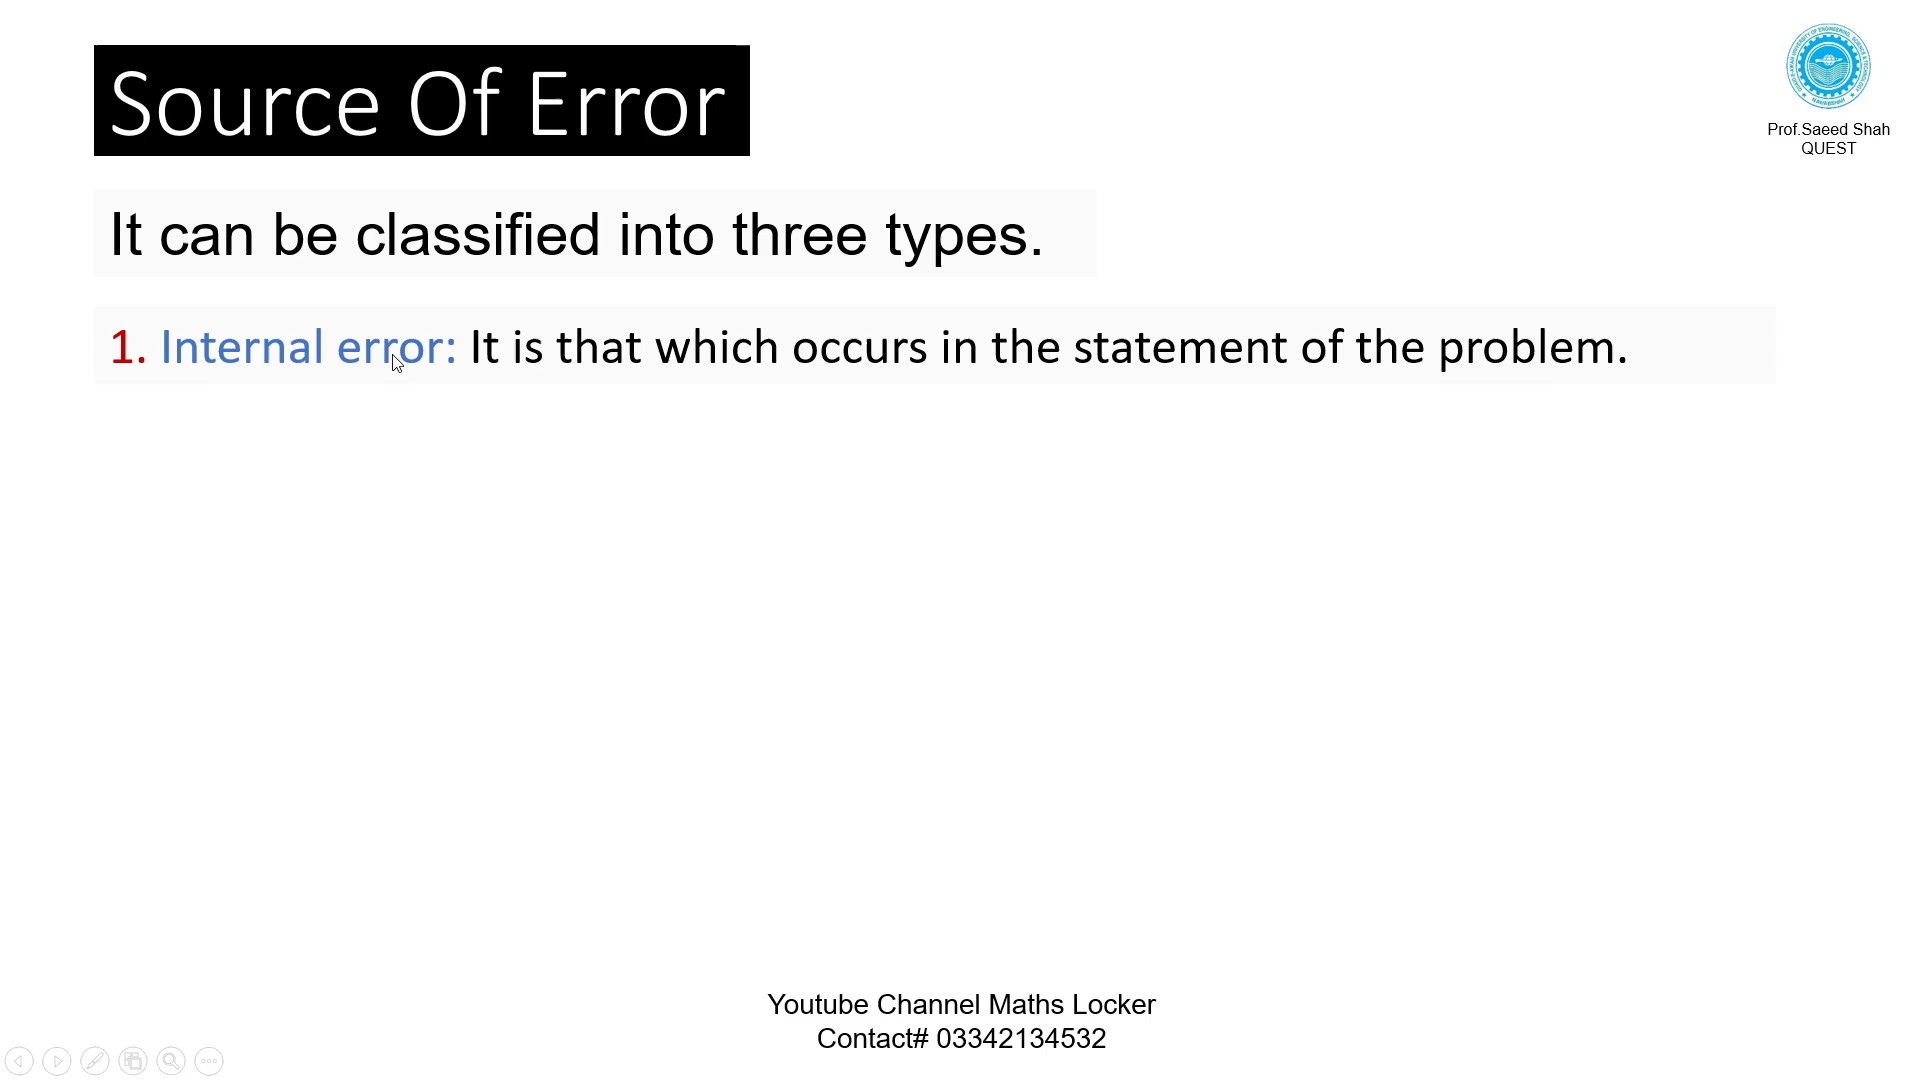 Source Of Error
Prof.Saeed Shah
QUEST
It can be classified into three types.
1. Internal error: It is that which occurs in the statement of the problem.
Youtube Channel Maths Locker
Contact# 03342134532